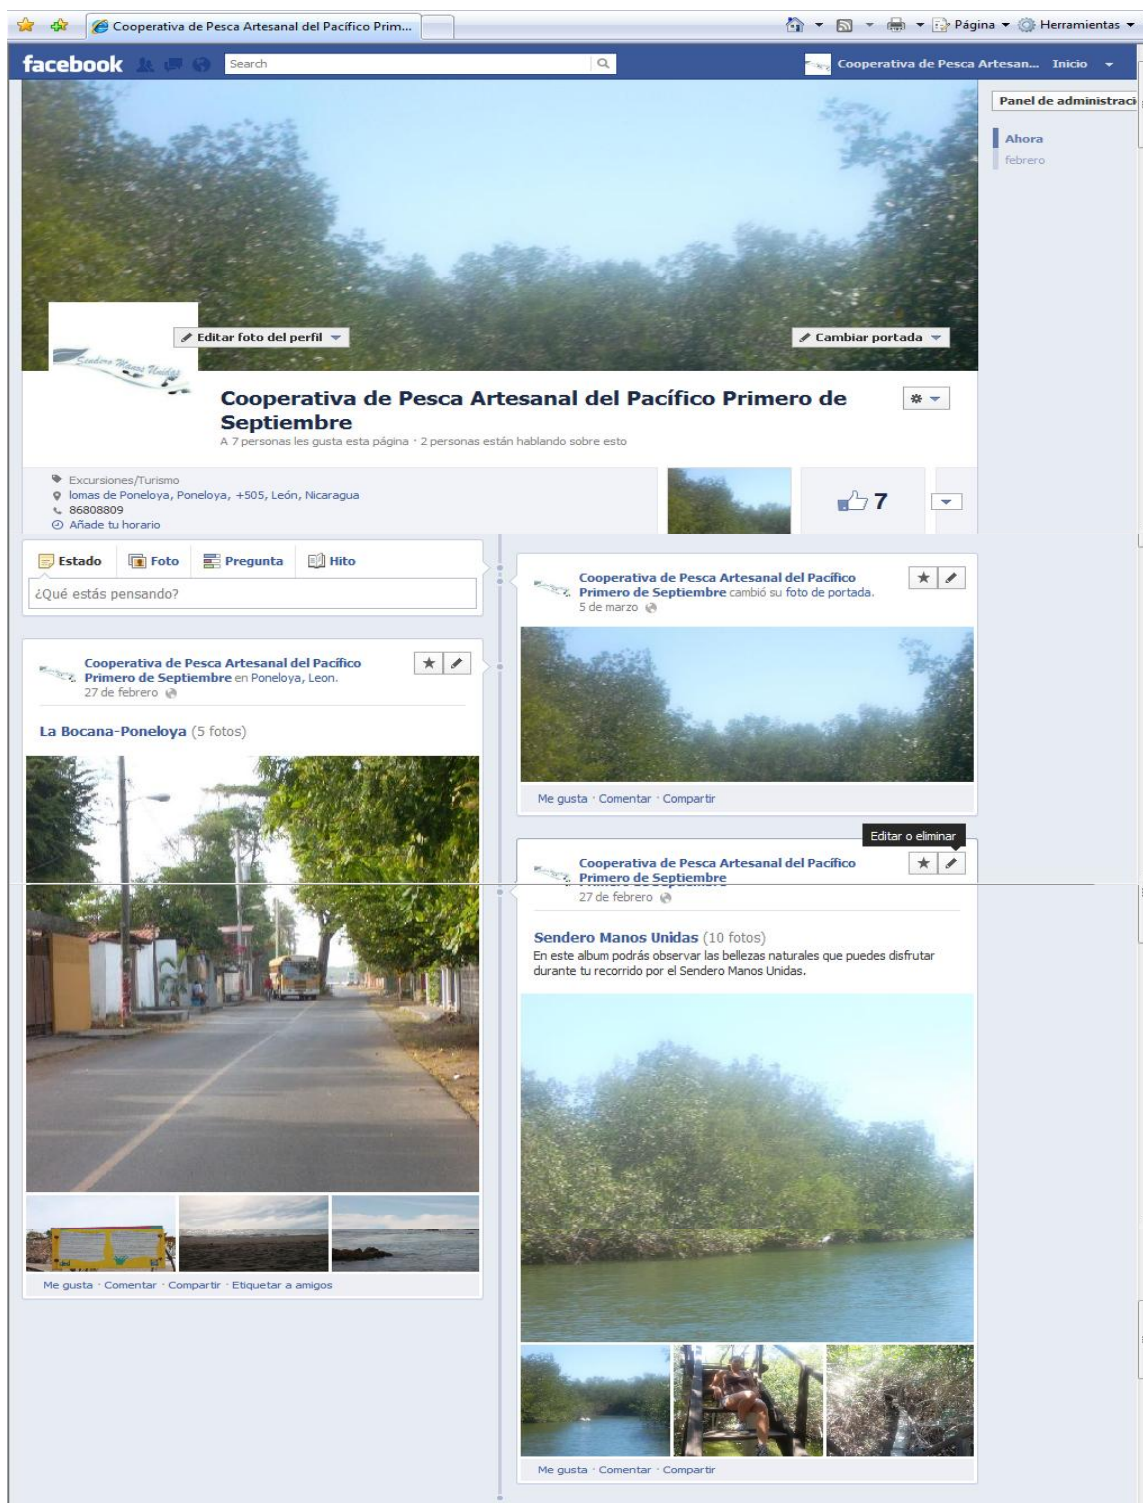 Cooperativa de Pesca Artesanal del Pacífico Prim...
Página
Herramientas
facebook
Search
Cooperativa de Pesca Artesan...
Inicio
Panel de administraci
Ahora
febrero
Sendero Manos Unidas
Editar foto del perfil
Cambiar portada
Cooperativa de Pesca Artesanal del Pacífico Primero de
Septiembre
A 7 personas les gusta esta página · 2 personas están hablando sobre esto
Excursiones/Turismo
lomas de Poneloya, Poneloya, +505, León, Nicaragua
86808809
Añade tu horario
7
Estado
Foto
Pregunta
Hito
¿Qué estás pensando?
Cooperativa de Pesca Artesanal del Pacífico
Primero de Septiembre en Poneloya, Leon.
27 de febrero
La Bocana-Poneloya (5 fotos)
Me gusta · Comentar · Compartir · Etiquetar a amigos
Cooperativa de Pesca Artesanal del Pacífico
Primero de Septiembre cambió su foto de portada.
5 de marzo
Me gusta · Comentar · Compartir
Editar o eliminar
Cooperativa de Pesca Artesanal del Pacífico
Primero de Septiembre
27 de febrero
Sendero Manos Unidas (10 fotos)
En este album podrás observar las bellezas naturales que puedes disfrutar
durante tu recorrido por el Sendero Manos Unidas.
Me gusta · Comentar · Compartir